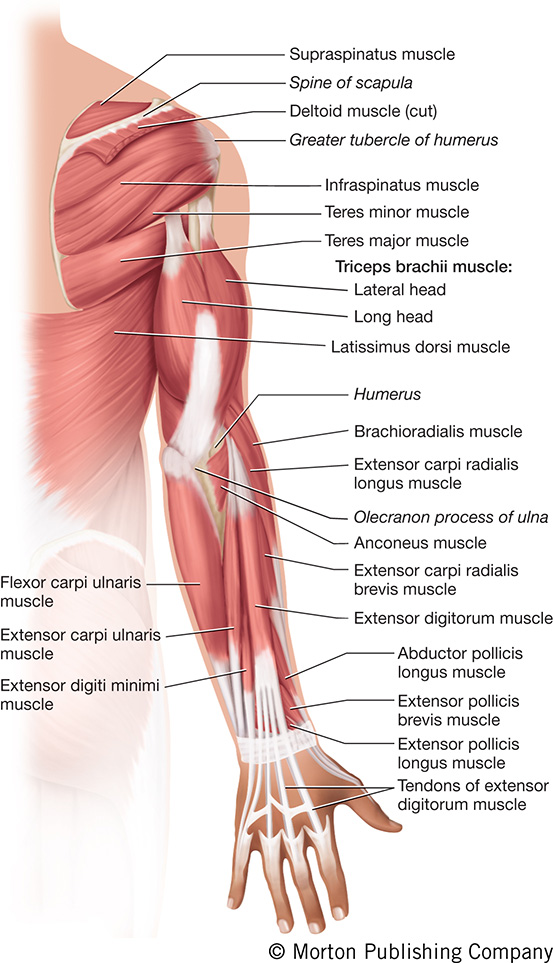 Supraspinatus muscle
Spine of scapula
Deltoid muscle (cut)
Greater tubercle of humerus
Infraspinatus muscle
Teres minor muscle
Teres major muscle
Triceps brachii muscle:
Lateral head
Long head
Latissimus dorsi muscle
Humerus
Brachioradialis muscle
Extensor carpi radialis
longus muscle
Olecranon process of ulna
Anconeus muscle
Extensor carpi radialis
brevis muscle
Extensor digitorum muscle
Abductor pollicis
longus muscle
Extensor pollicis
brevis muscle
Extensor pollicis
longus muscle
Tendons of extensor
digitorum muscle
Flexor carpi ulnaris
muscle
Extensor carpi ulnaris
muscle
Extensor digiti minimi
muscle
© Morton Publishing Company